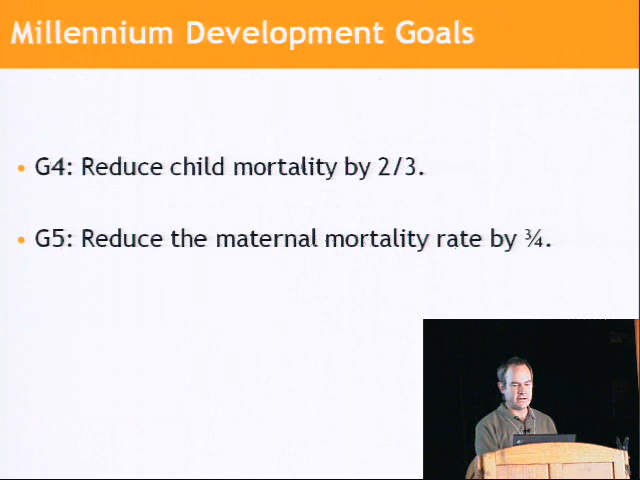 Millennium Development Goals
• G4: Reduce child mortality by 2/3.
• G5: Reduce the maternal mortality rate by ¾.